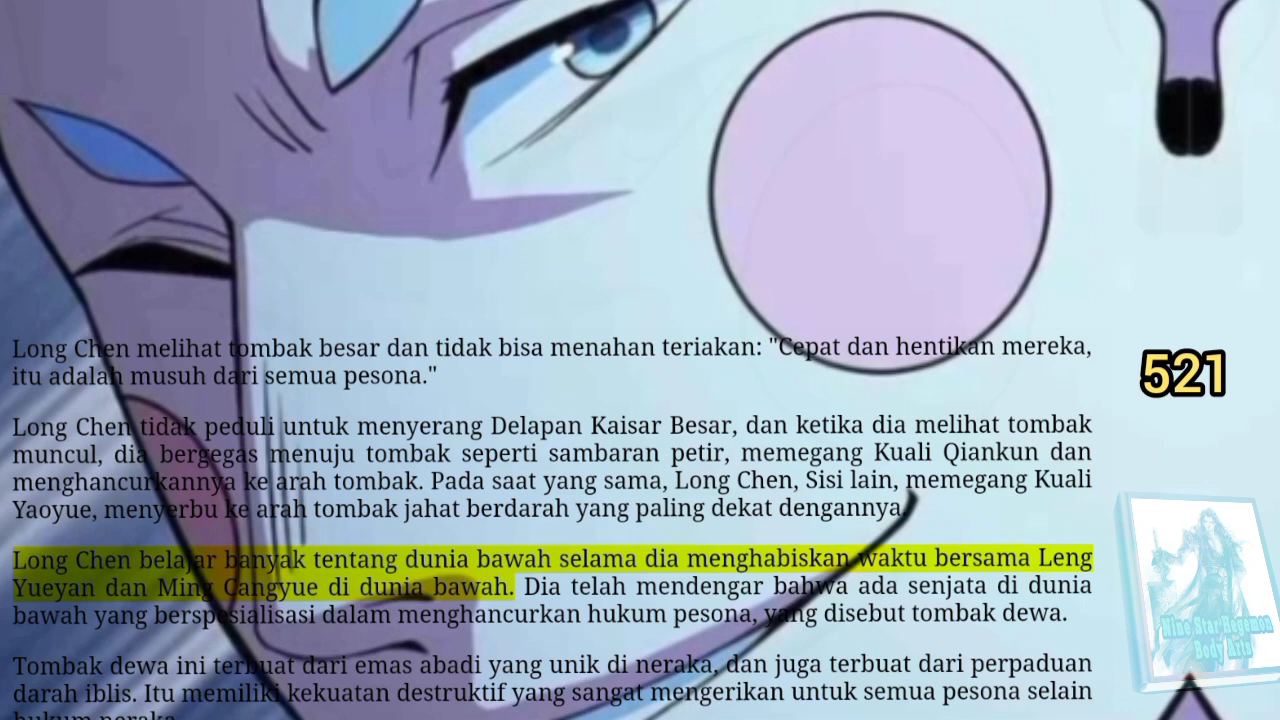 Long Chen melihat tombak besar dan tidak bisa menahan teriakan: "Cepat dan hentikan mereka,
itu adalah musuh dari semua pesona."
Long Chen tidak peduli untuk menyerang Delapan Kaisar Besar, dan ketika dia melihat tombak
muncul, dia bergegas menuju tombak seperti sambaran petir, memegang Kuali Qiankun dan
menghancurkannya ke arah tombak. Pada saat yang sama, Long Chen, Sisi lain, memegang Kuali
Yaoyue, menyerbu ke arah tombak jahat berdarah yang paling dekat dengannya.
Long Chen belajar banyak tentang dunia bawah selama dia menghabiskan waktu bersama Leng
Yueyan dan Ming Cangyue di dunia bawah. Dia telah mendengar bahwa ada senjata di dunia
bawah yang berspesialisasi dalam menghancurkan hukum pesona, yang disebut tombak dewa.
Tombak dewa ini terbuat dari emas abadi yang unik di neraka, dan juga terbuat dari perpaduan
darah iblis. Itu memiliki kekuatan destruktif yang sangat mengerikan untuk semua pesona selain
hukum neraka.
521
Nine Star Hegemon
Body Arts